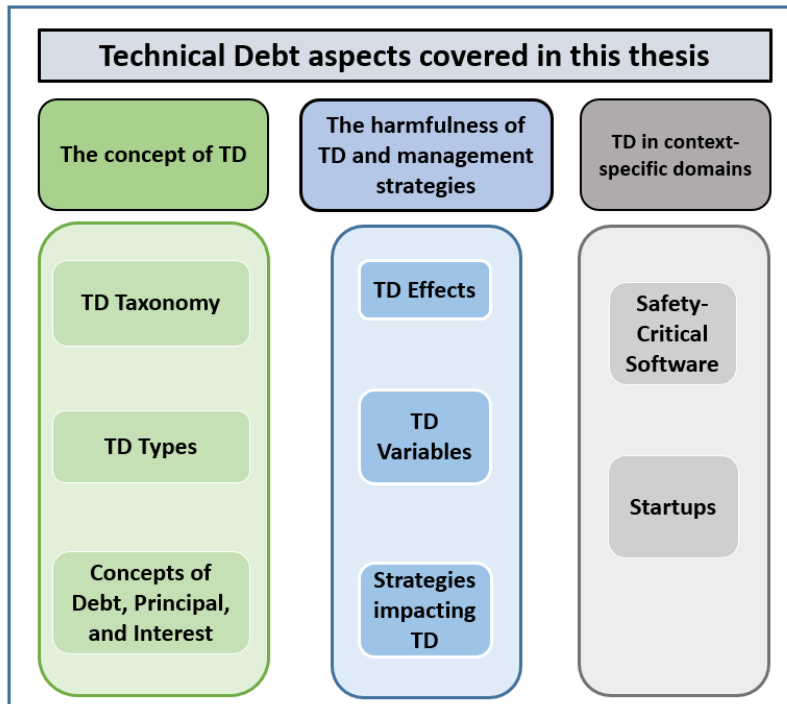 Technical Debt aspects covered in this thesis
The concept of TD
TD Taxonomy
TD Types
Concepts of
Debt, Principal,
and Interest
The harmfulness of
TD and management
strategies
TD Effects
TD
Variables
Strategies
impacting
TD
TD in context-
specific domains
Safety-
Critical
Software
Startups